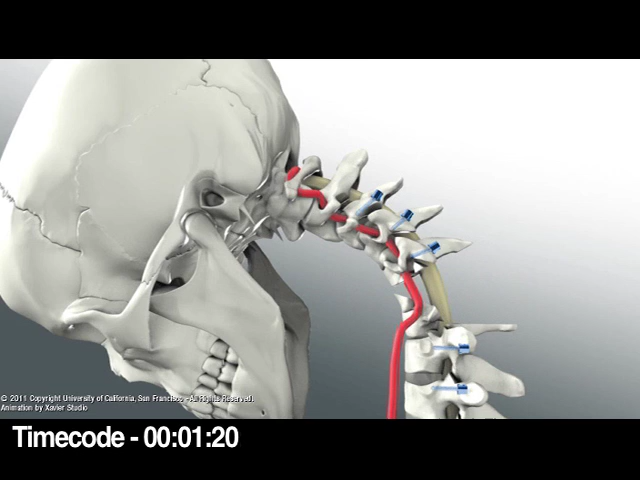 © 2011 Copyright University of California, San Francisco - All Rights Reserved.
Animation by Xavier Studio
Timecode - 00:01:20